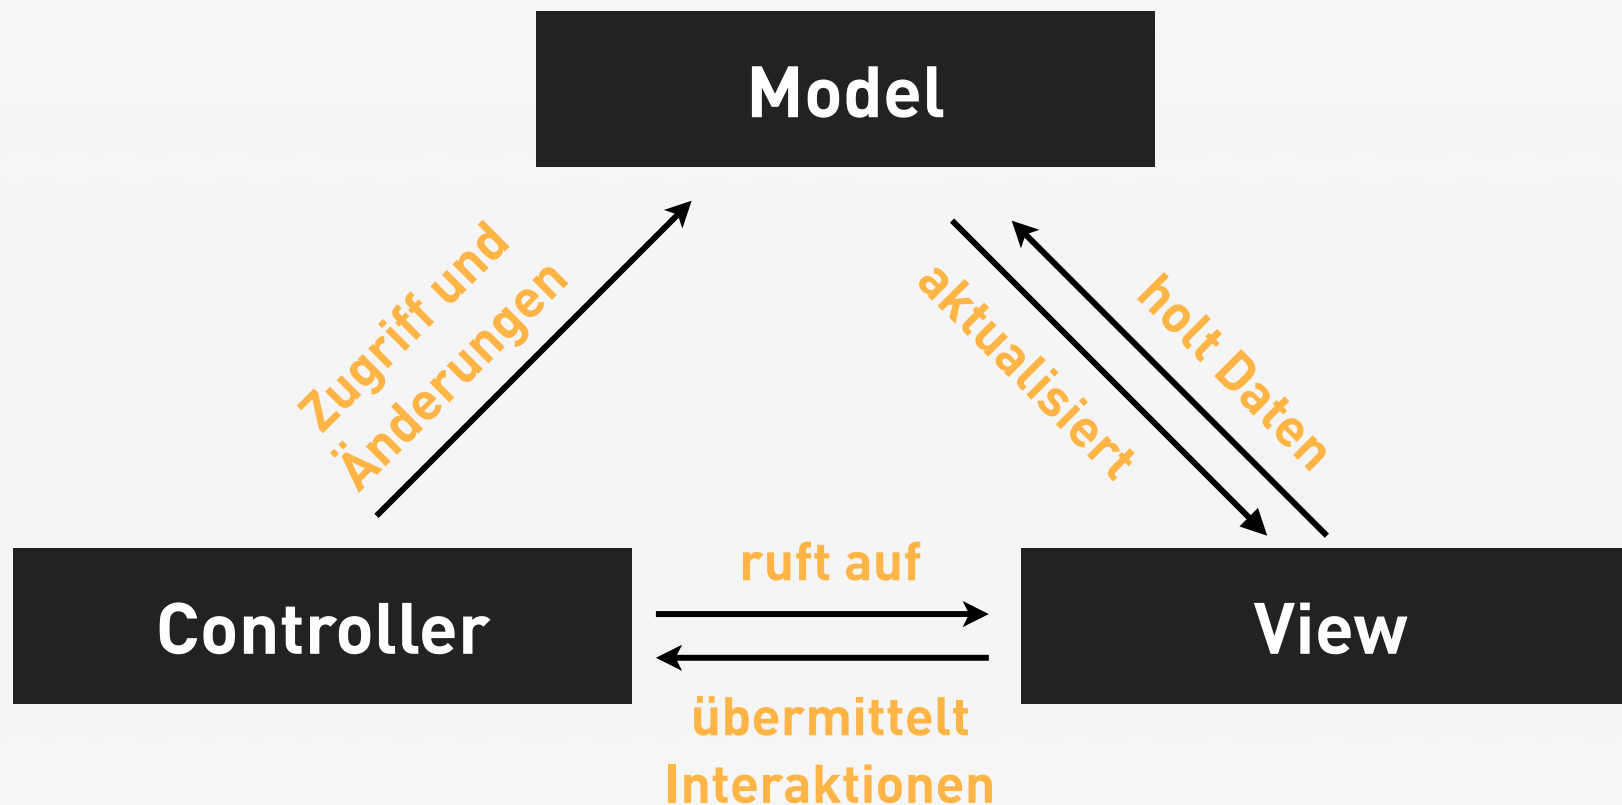 Model
Zugriff und
Änderungen
aktualisiert
holt Daten
Controller
ruft auf
View
übermittelt
Interaktionen